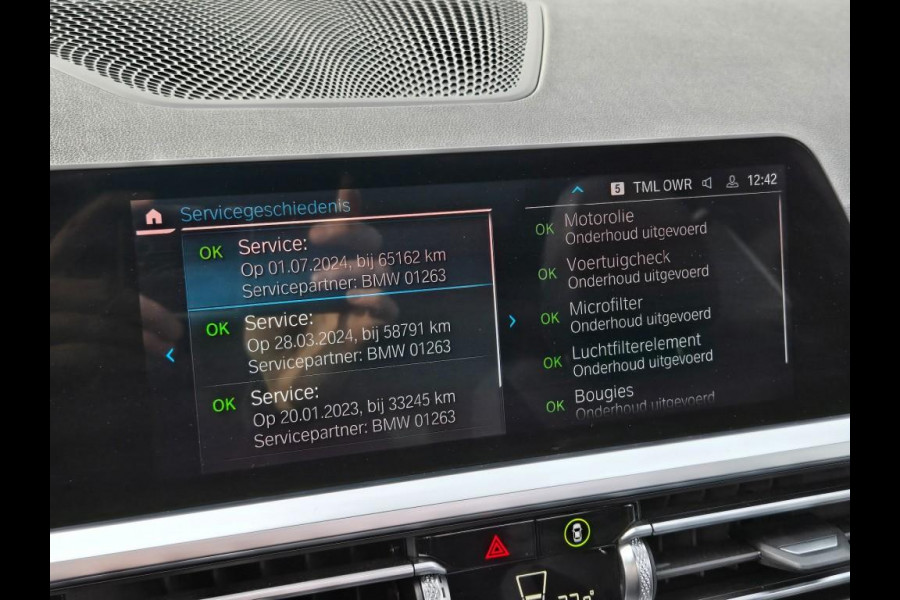 5 TML OWR 12:42
Servicegeschiedenis
OK Service:
Op 01.07.2024, bij 65162 km
Servicepartner: BMW 01263
OK Service:
Op 28.03.2024, bij 58791 km
Servicepartner: BMW 01263
OK Service:
Op 20.01.2023, bij 33245 km
Servicepartner: BMW 01263
OK Motorolie
Onderhoud uitgevoerd
OK Voertuigcheck
Onderhoud uitgevoerd
OK Microfilter
Onderhoud uitgevoerd
OK Luchtfilterelement
Onderhoud uitgevoerd
OK Bougies
Onderhoud uitgevoerd